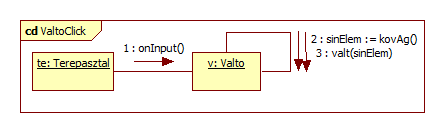 cd ValtoClick
1 : onInput()
2 : sinElem := kovAg()
3 : valt(sinElem)
te: Terepasztal
v: Valto